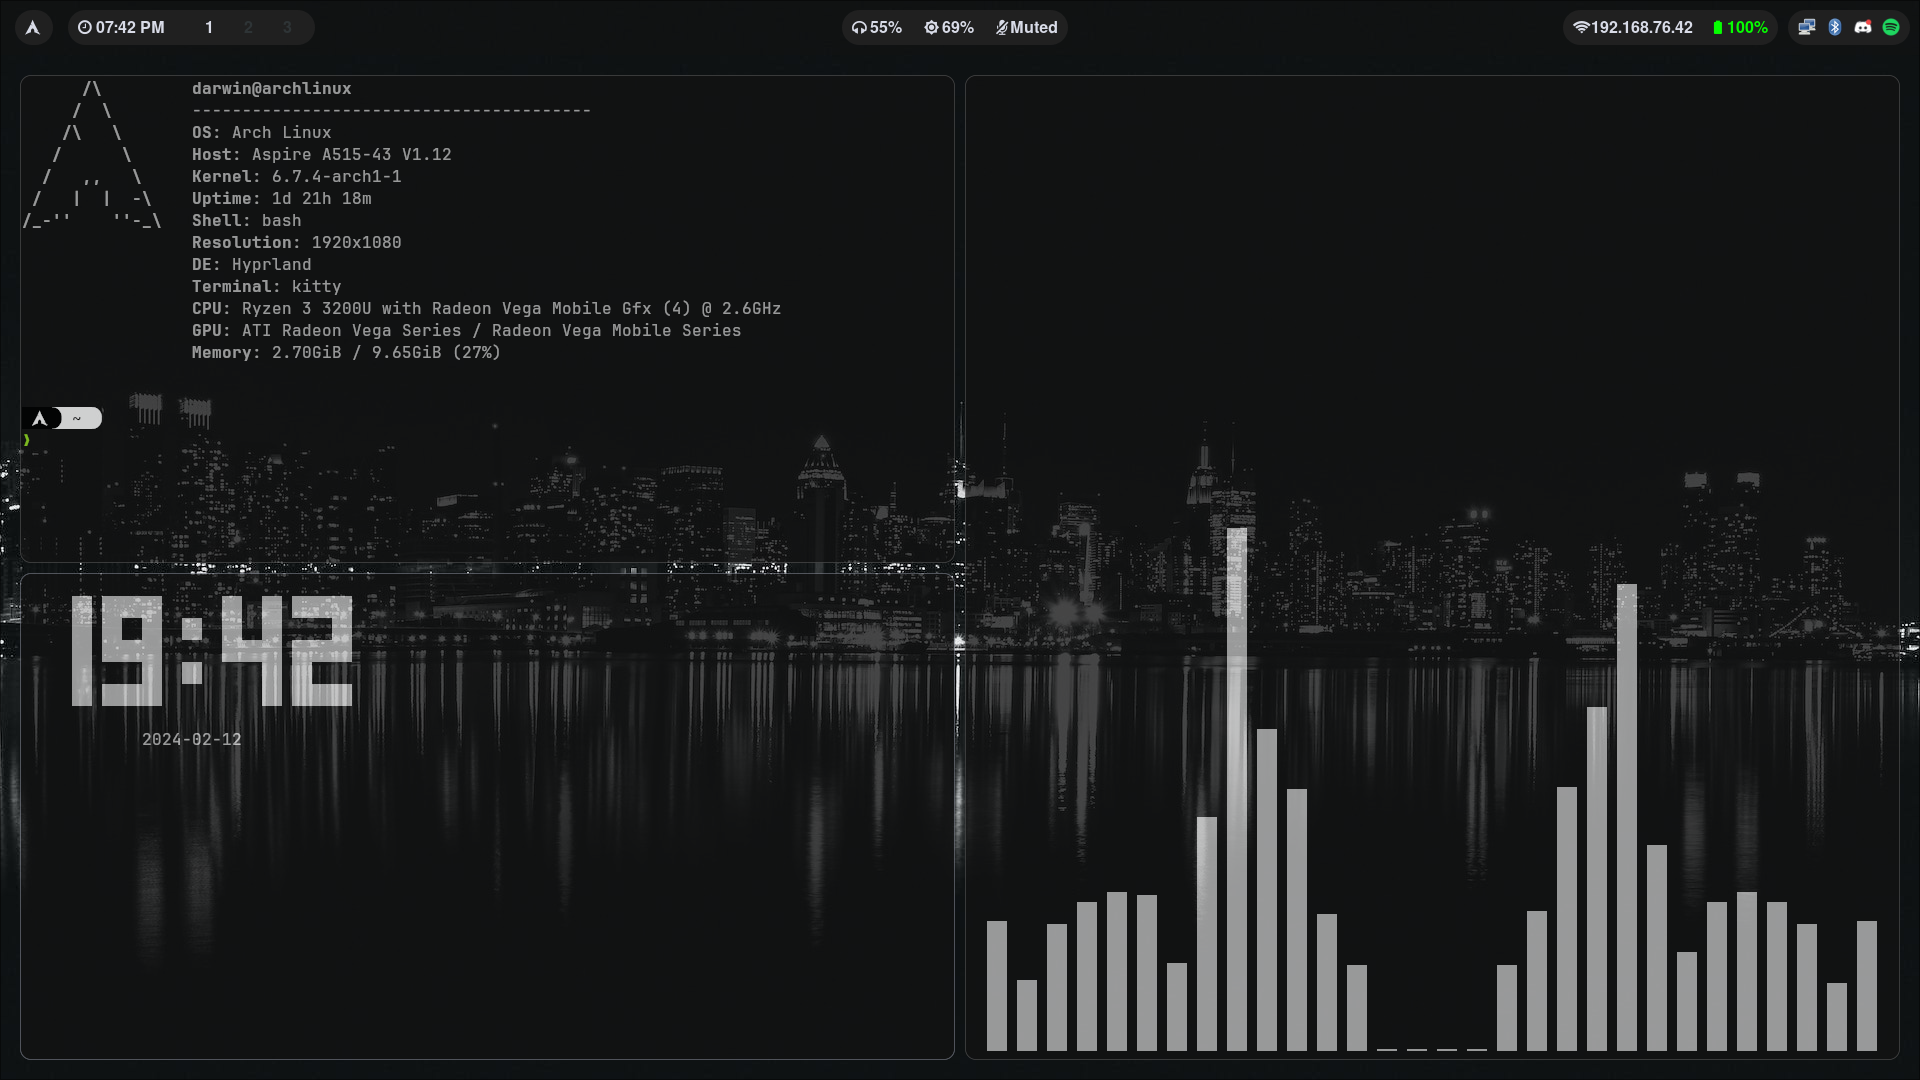 07:42 PM 1 2 3 55% 69% Muted 192.168.76.42 100%
darwin@archlinux
----------------------------------------
OS: Arch Linux
Host: Aspire A515-43 V1.12
Kernel: 6.7.4-arch1-1
Uptime: 1d 21h 18m
Shell: bash
Resolution: 1920x1080
DE: Hyprland
Terminal: kitty
CPU: Ryzen 3 3200U with Radeon Vega Mobile Gfx (4) @ 2.6GHz
GPU: ATI Radeon Vega Series / Radeon Vega Mobile Series
Memory: 2.70GiB / 9.65GiB (27%)
~
❯
19:42
2024-02-12